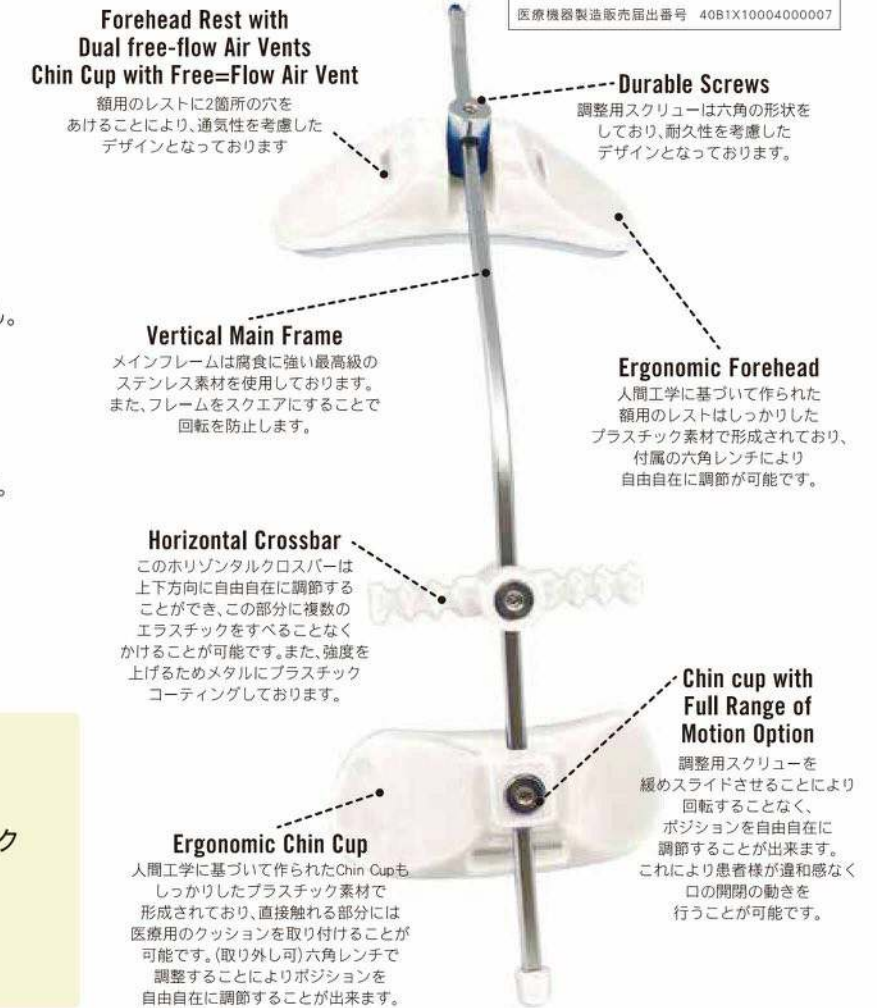 医療機器製造販売届出番号 40B1X10004000007
Forehead Rest with
Dual free-flow Air Vents
Chin Cup with Free=Flow Air Vent
額用のレストに2箇所の穴を
あけることにより、通気性を考慮した
デザインとなっております
Durable Screws
調整用スクリューは六角の形状を
しており、耐久性を考慮した
デザインとなっております。
Vertical Main Frame
メインフレームは腐食に強い最高級の
ステンレス素材を使用しております。
また、フレームをスクエアにすることで
回転を防止します。
Ergonomic Forehead
人間工学に基づいて作られた
額用のレストはしっかりした
プラスチック素材で形成されており、
付属の六角レンチにより
自由自在に調節が可能です。
Horizontal Crossbar
このホリゾンタルクロスバーは
上下方向に自由自在に調節する
ことができ、この部分に複数の
エラスチックをすべることなく
かけることが可能です。また、強度を
上げるためメタルにプラスチック
コーティングしております。
Chin cup with
Full Range of
Motion Option
調整用スクリューを
緩めスライドさせることにより
回転することなく、
ポジションを自由自在に
調節することが出来ます。
これにより患者様が違和感なく
口の開閉の動きを
行うことが可能です。
Ergonomic Chin Cup
人間工学に基づいて作られたChin Cupも
しっかりしたプラスチック素材で
形成されており、直接触れる部分には
医療用のクッションを取り付けることが
可能です。(取り外し可)六角レンチで
調整することによりポジションを
自由自在に調節することが出来ます。
。
ク